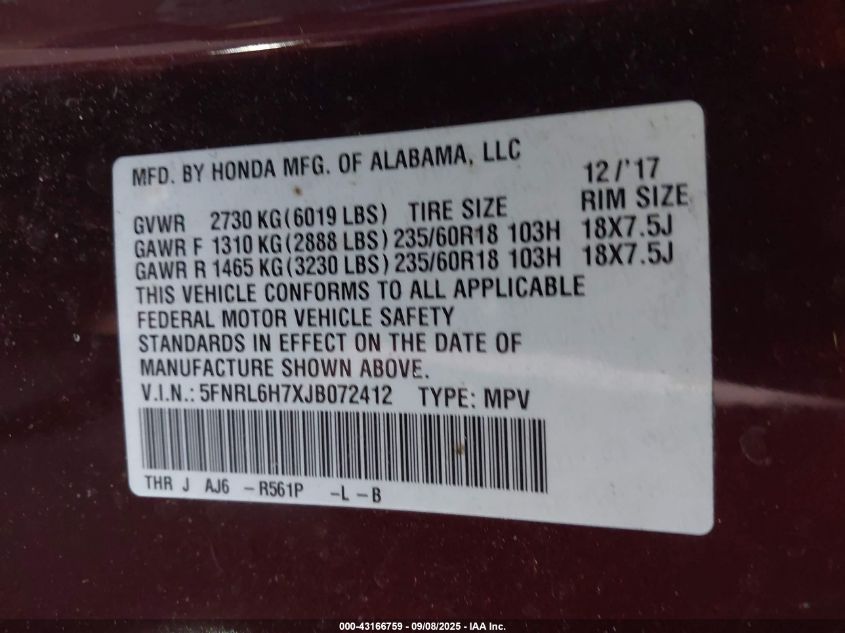 MFD. BY HONDA MFG. OF ALABAMA, LLC 12/'17
GVWR 2730 KG(6019 LBS) TIRE SIZE RIM SIZE
GAWR F 1310 KG(2888 LBS) 235/60R18 103H 18X7.5J
GAWR R 1465 KG(3230 LBS) 235/60R18 103H 18X7.5J
THIS VEHICLE CONFORMS TO ALL APPLICABLE
FEDERAL MOTOR VEHICLE SAFETY
STANDARDS IN EFFECT ON THE DATE OF
MANUFACTURE SHOWN ABOVE.
V.I.N.: 5FNRL6H7XJB072412 TYPE: MPV
THR J AJ6 -R561P -L-B
000-43166759 - 09/08/2025 - IAA Inc.